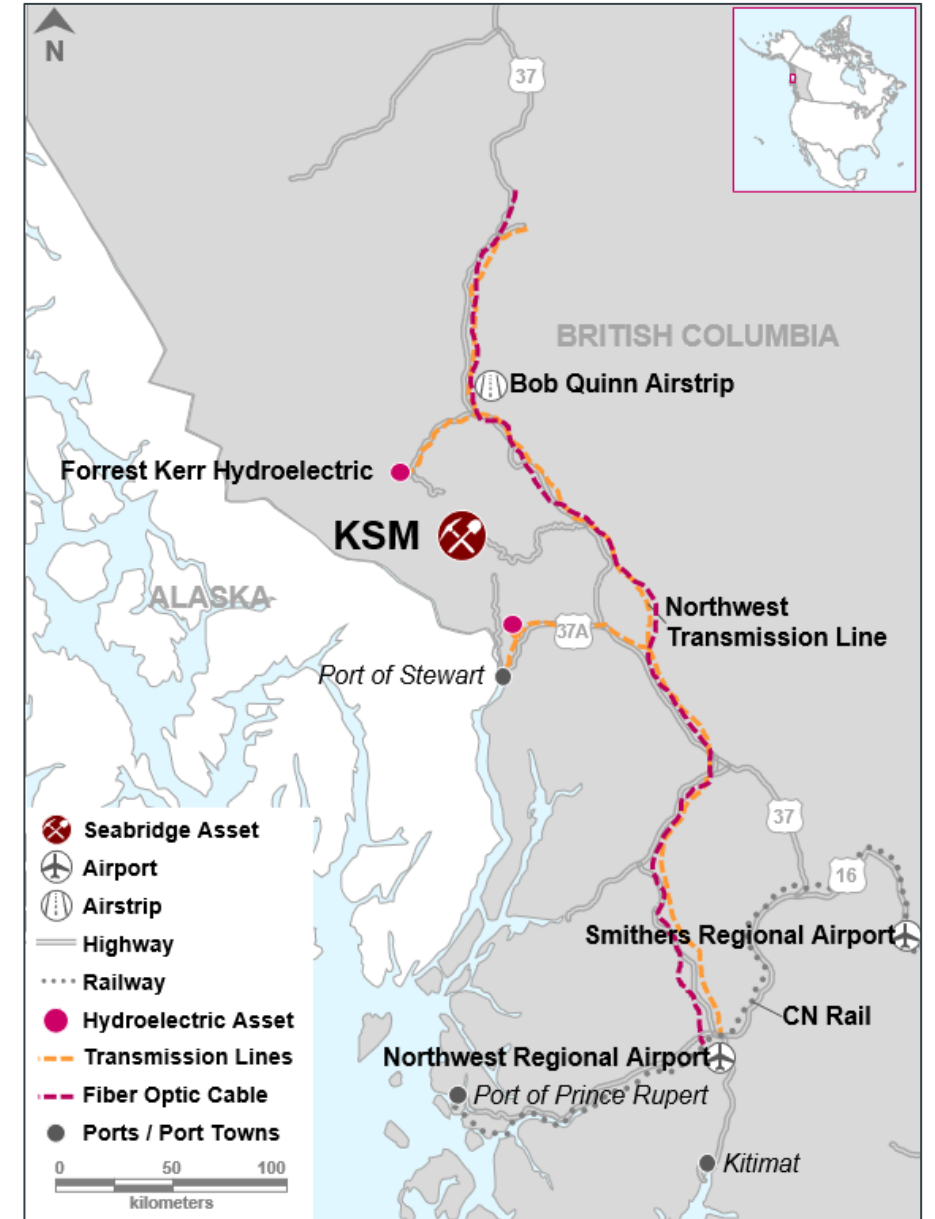 N
37
BRITISH COLUMBIA
Bob Quinn Airstrip
Forrest Kerr Hydroelectric
KSM
ALASKA
Northwest
Transmission Line
37A
Port of Stewart
37
16
Smithers Regional Airport
CN Rail
Northwest Regional Airport
Port of Prince Rupert
Kitimat
Seabridge Asset
Airport
Airstrip
Highway
Railway
Hydroelectric Asset
Transmission Lines
Fiber Optic Cable
Ports / Port Towns
0 50 100
kilometers